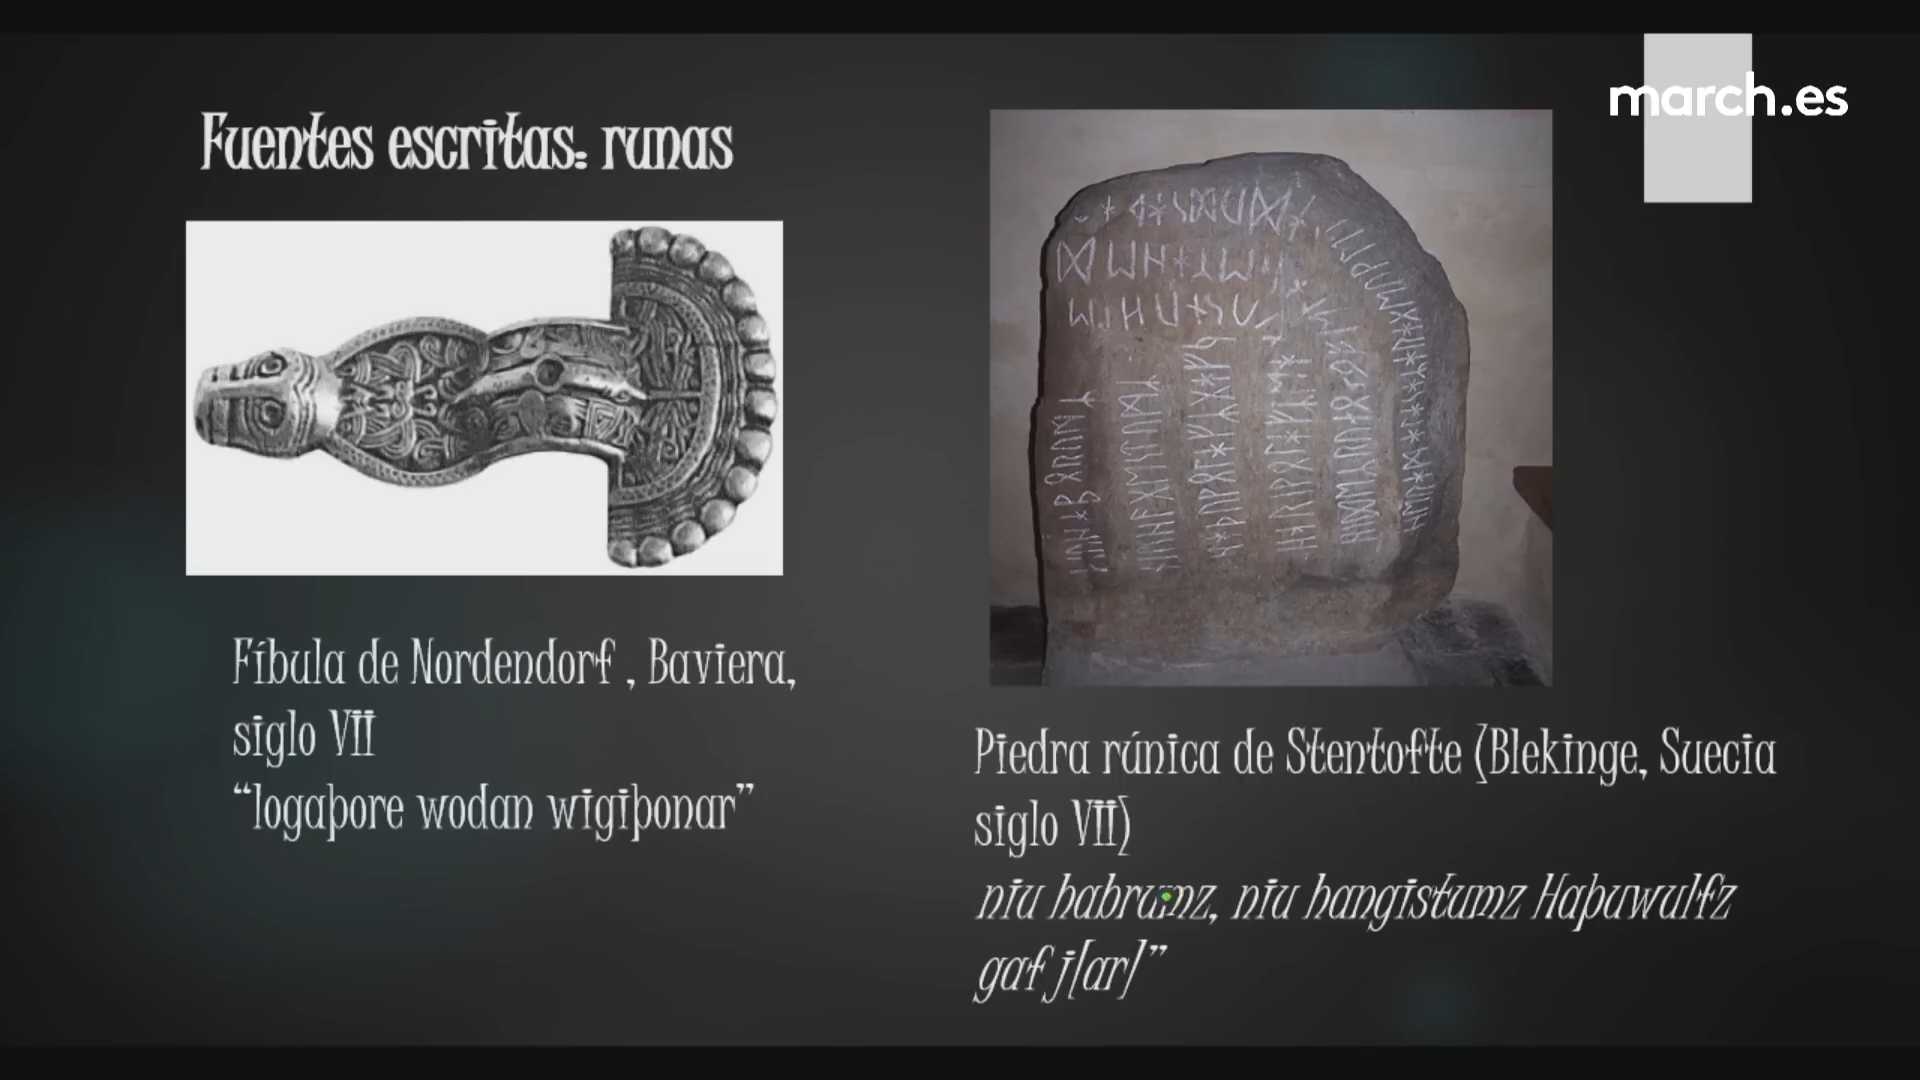 march.es
Fuentes escritas: runas
Fíbula de Nordendorf , Baviera,
siglo VII
“logaþore wodan wigiþonar”
Piedra rúnica de Stentofte (Blekinge, Suecia
siglo VII)
niu habrumz, niu hangistumz Haþuwulfz
gaf j[ar]”